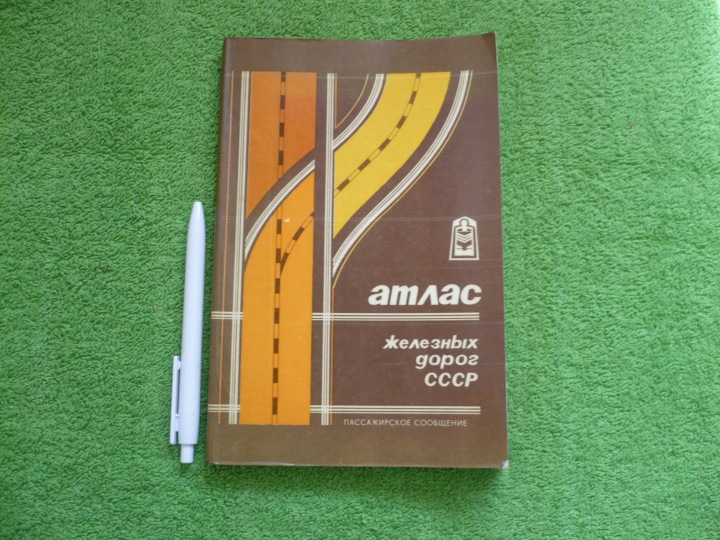 атлас
железных
дорог
СССР
ПАССАЖИРСКОЕ СООБЩЕНИЕ